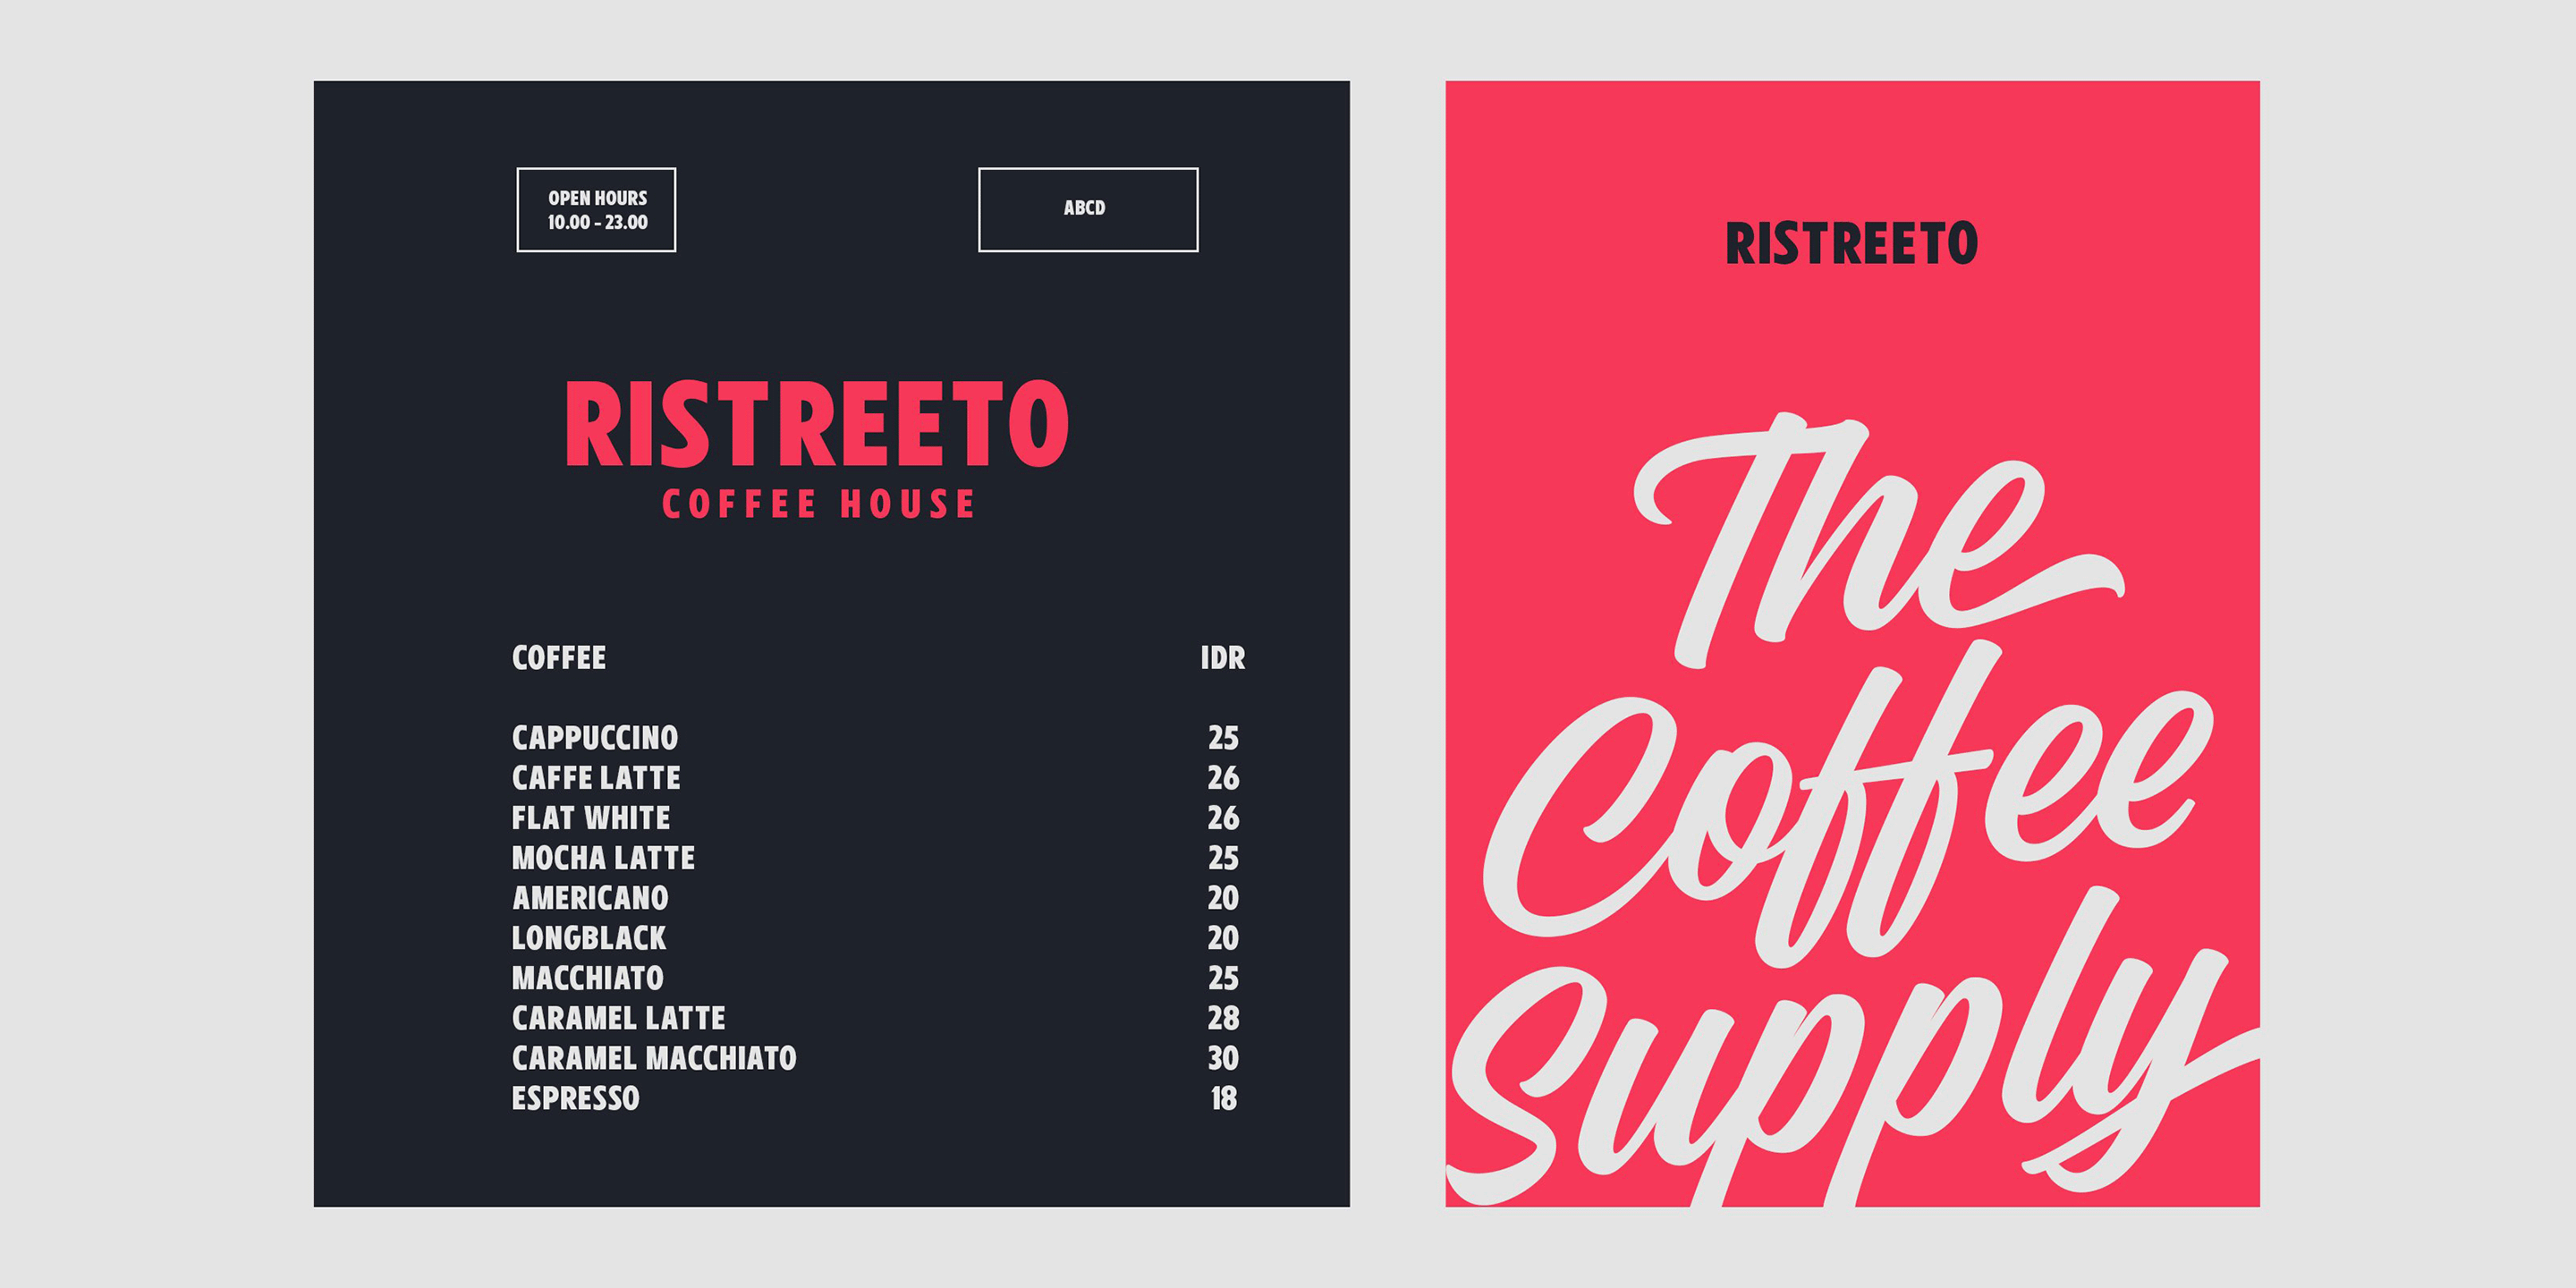 OPEN HOURS
10.00 - 23.00
ABCD
RISTREETO
COFFEE HOUSE
COFFEE IDR
CAPPUCCINO 25
CAFFE LATTE 26
FLAT WHITE 26
MOCHA LATTE 25
AMERICANO 20
LONGBLACK 20
MACCHIATO 25
CARAMEL LATTE 28
CARAMEL MACCHIATO 30
ESPRESSO 18
RISTREETO
The
Coffee
Supply